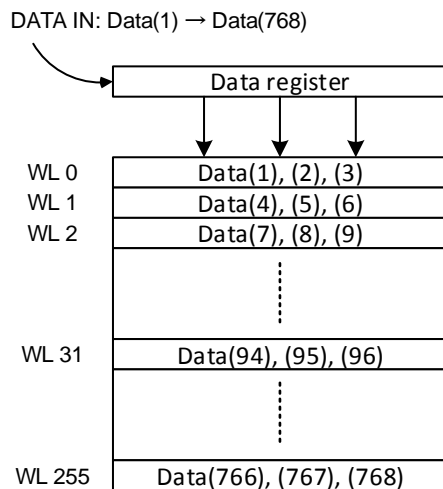 DATA IN: Data(1) → Data(768)
Data register
WL 0 Data(1), (2), (3)
WL 1 Data(4), (5), (6)
WL 2 Data(7), (8), (9)
WL 31 Data(94), (95), (96)
WL 255 Data(766), (767), (768)